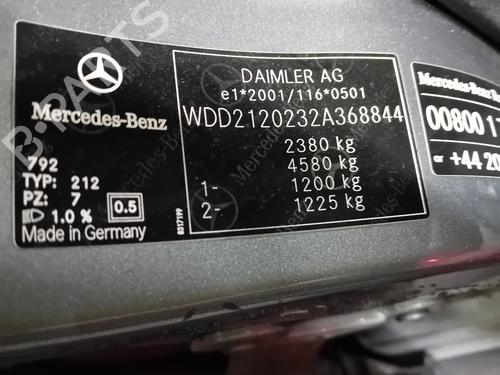 DAIMLER AG
e1*2001/116*0501
Mercedes-Benz
WDD2120232A368844
2380 kg
4580 kg
1- 1200 kg
2- 1225 kg
792
TYP: 212
PZ: 7
1.0 % 0.5
Made in Germany
8317199
Mercedes-Benz
00800 1
or +44 20
B-PARTS